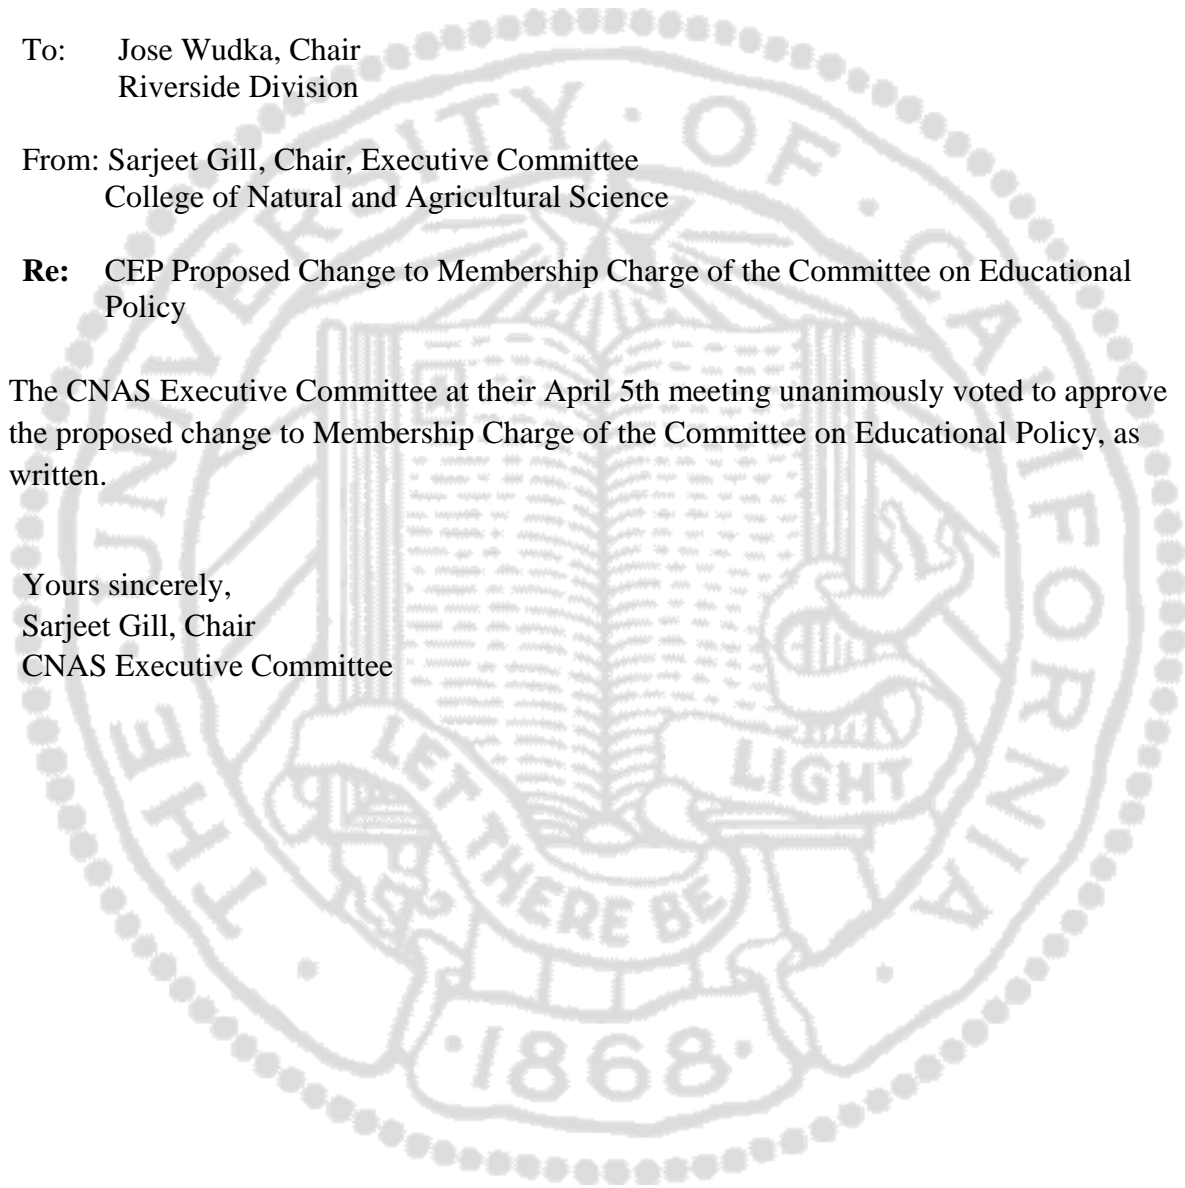 To: Jose Wudka, Chair
Riverside Division
From: Sarjeet Gill, Chair, Executive Committee
College of Natural and Agricultural Science
Re: CEP Proposed Change to Membership Charge of the Committee on Educational
Policy
The CNAS Executive Committee at their April 5th meeting unanimously voted to approve
the proposed change to Membership Charge of the Committee on Educational Policy, as
written.
Yours sincerely,
Sarjeet Gill, Chair
CNAS Executive Committee
THE · UNIVERSITY · OF · CALIFORNIA
LET THERE BE LIGHT
·1868·